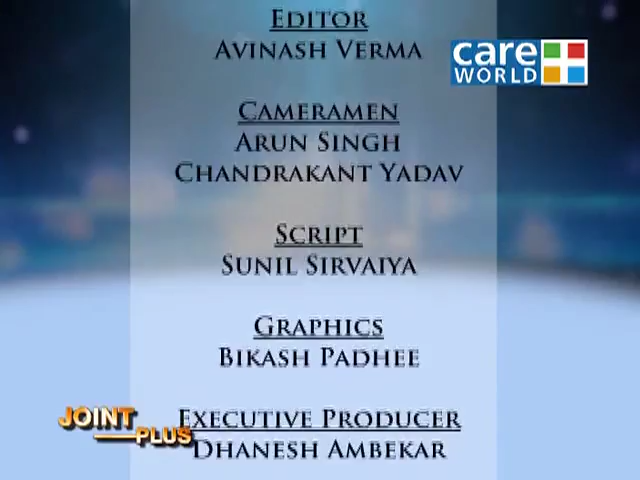 EDITOR
AVINASH VERMA
care
WORLD
CAMERAMEN
ARUN SINGH
CHANDRAKANT YADAV
SCRIPT
SUNIL SIRVAIYA
GRAPHICS
BIKASH PADHEE
JOINT
PLUS
EXECUTIVE PRODUCER
DHANESH AMBEKAR